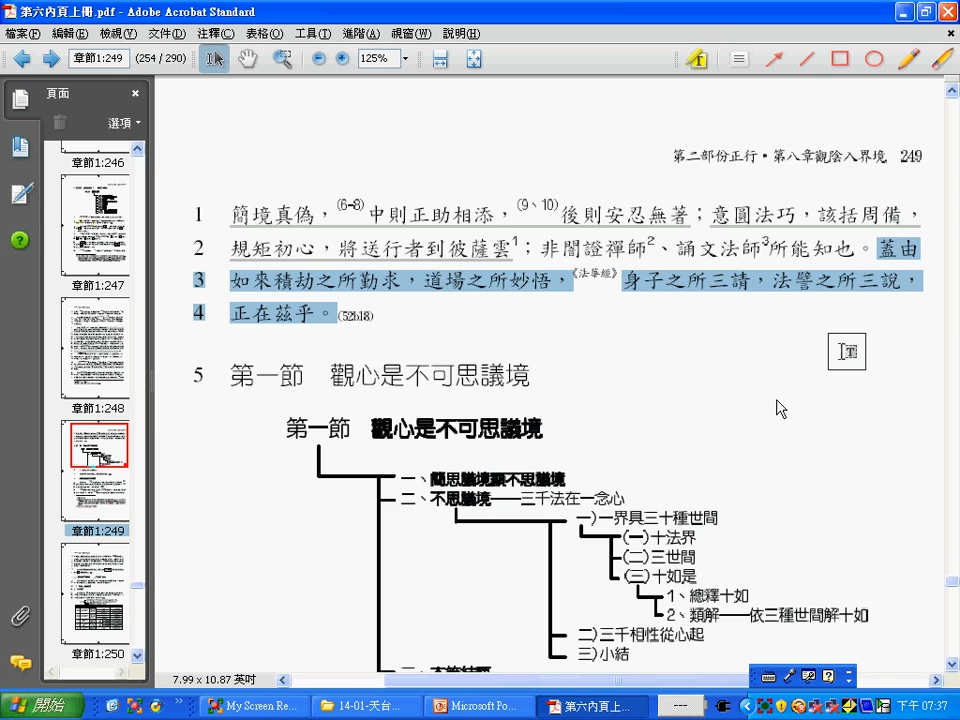 第六內頁上冊.pdf - Adobe Acrobat Standard
檔案(F) 編輯(E) 檢視(V) 文件(D) 注釋(C) 表格(O) 工具(T) 進階(A) 視窗(W) 說明(H)
章節1:249 (254 / 290) 125%
頁面
選項
章節1:246
章節1:247
章節1:248
章節1:249
章節1:250
第二部份正行・第八章觀陰入界境 249
1 簡境真偽，(6-8)中則正助相添，(9、10)後則安忍無著；意圓法巧，該括周備，
2 規矩初心，將送行者到彼薩雲1；非闇證禪師2、誦文法師3所能知也。蓋由
3 如來積劫之所勤求，道場之所妙悟，《法華經》身子之所三請，法譬之所三說，
4 正在茲乎。(52b18)
5 第一節 觀心是不可思議境
第一節 觀心是不可思議境
一、簡思議境顯不思議境
二、不思議境——三千法在一念心
一)一界具三十種世間
(一)十法界
(二)三世間
(三)十如是
1、總釋十如
2、類解——依三種世間解十如
二)三千相性從心起
三)小結
7.99 x 10.87 英吋
開始 My Screen Re... 14-01-天台... Microsoft Po... 第六內頁上... --- 下午 07:37